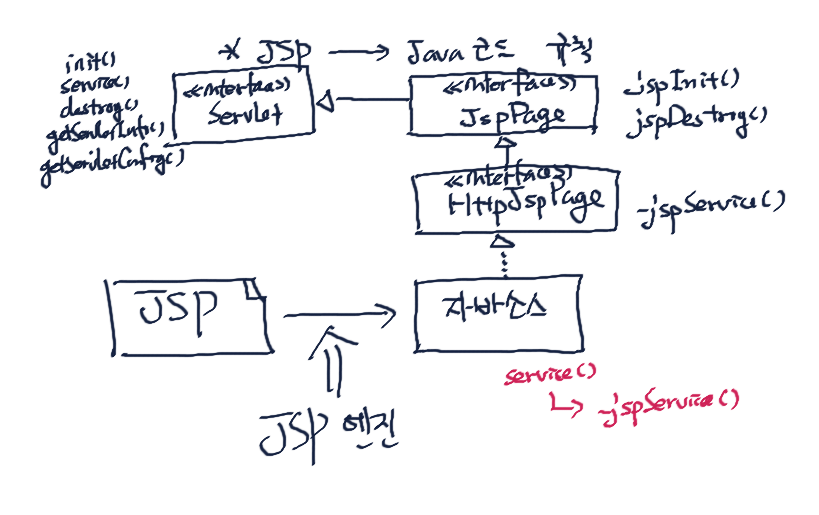 * JSP → Java 코드 규칙
init()
service()
destroy()
getServletInfo()
getServletConfig()
<<interface>>
Servlet
<<interface>>
JspPage
jspInit()
jspDestroy()
<<interface>>
HttpJspPage
_jspService()
JSP
자바소스
JSP 엔진
service()
↳ _jspService()